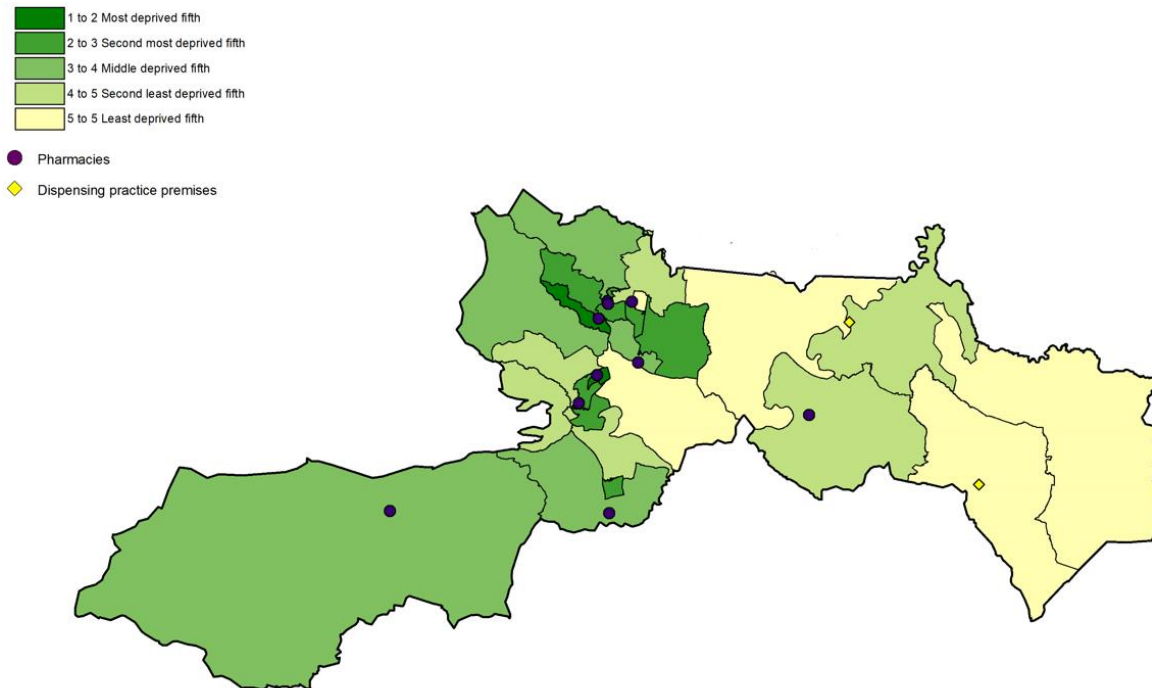 1 to 2 Most deprived fifth
2 to 3 Second most deprived fifth
3 to 4 Middle deprived fifth
4 to 5 Second least deprived fifth
5 to 5 Least deprived fifth
Pharmacies
Dispensing practice premises